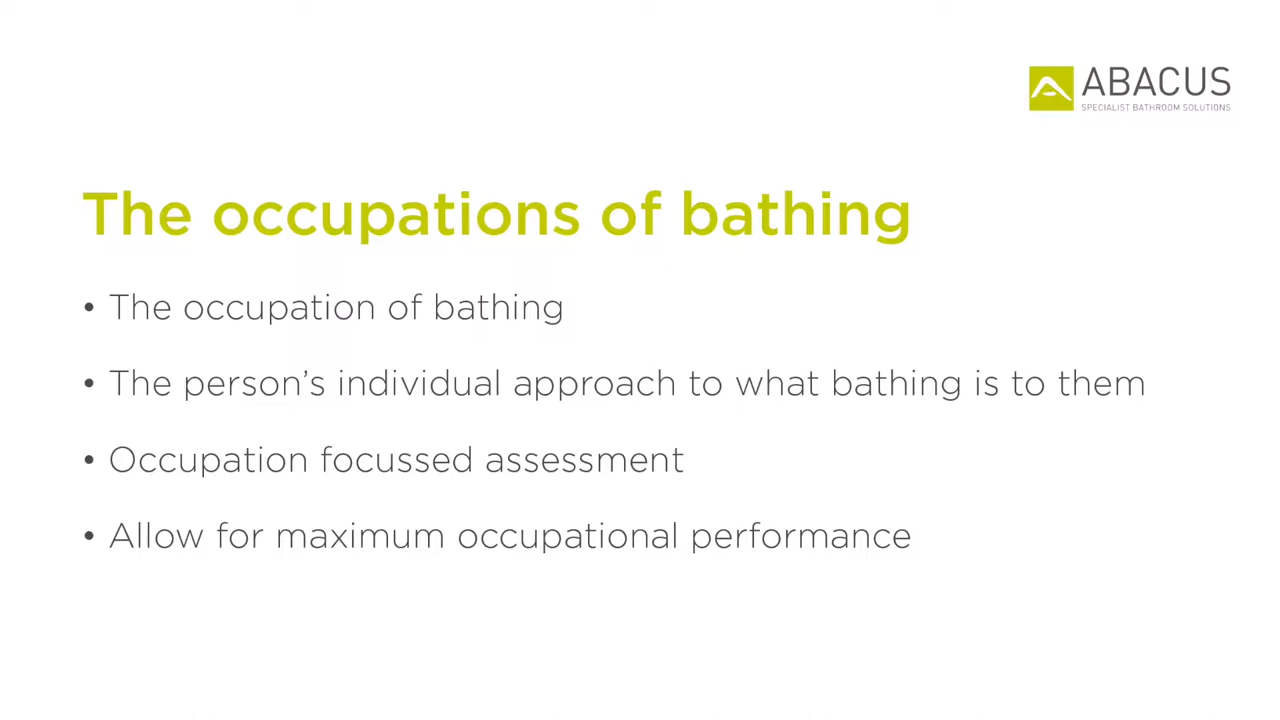 ABACUS
SPECIALIST BATHROOM SOLUTIONS
The occupations of bathing
• The occupation of bathing
• The person's individual approach to what bathing is to them
• Occupation focussed assessment
• Allow for maximum occupational performance